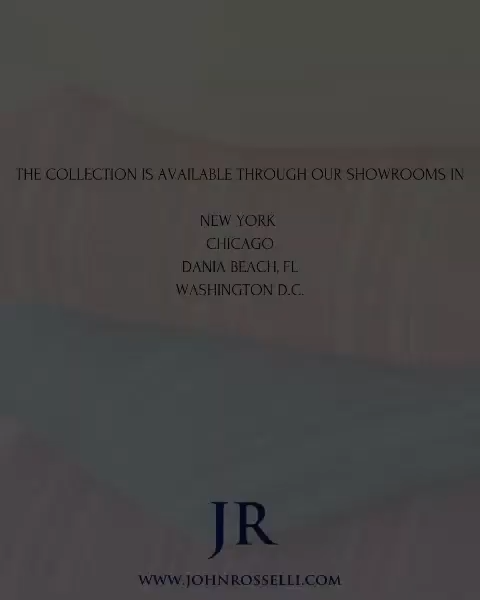 THE COLLECTION IS AVAILABLE THROUGH OUR SHOWROOMS IN
NEW YORK
CHICAGO
DANIA BEACH, FL
WASHINGTON D.C.
JR
WWW.JOHNROSSELLI.COM